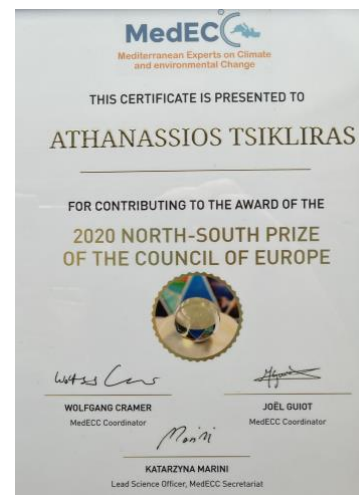 MedECC
Mediterranean Experts on Climate
and environmental Change
THIS CERTIFICATE IS PRESENTED TO
ATHANASSIOS TSIKLIRAS
FOR CONTRIBUTING TO THE AWARD OF THE
2020 NORTH-SOUTH PRIZE
OF THE COUNCIL OF EUROPE
WOLFGANG CRAMER
MedECC Coordinator
JOËL GUIOT
MedECC Coordinator
Marini
KATARZYNA MARINI
Lead Science Officer, MedECC Secretariat